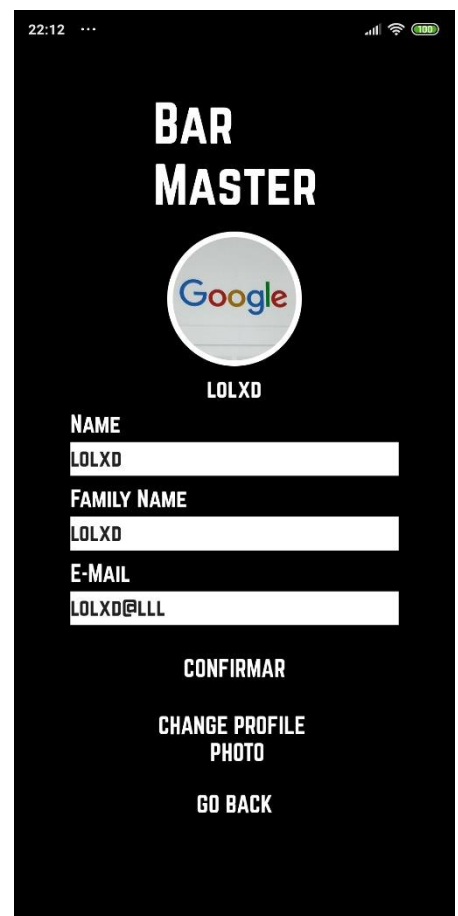 22:12 ...
100
BAR
MASTER
Google
LOLXD
NAME
LOLXD
FAMILY NAME
LOLXD
E-MAIL
LOLXD@LLL
CONFIRMAR
CHANGE PROFILE
PHOTO
GO BACK